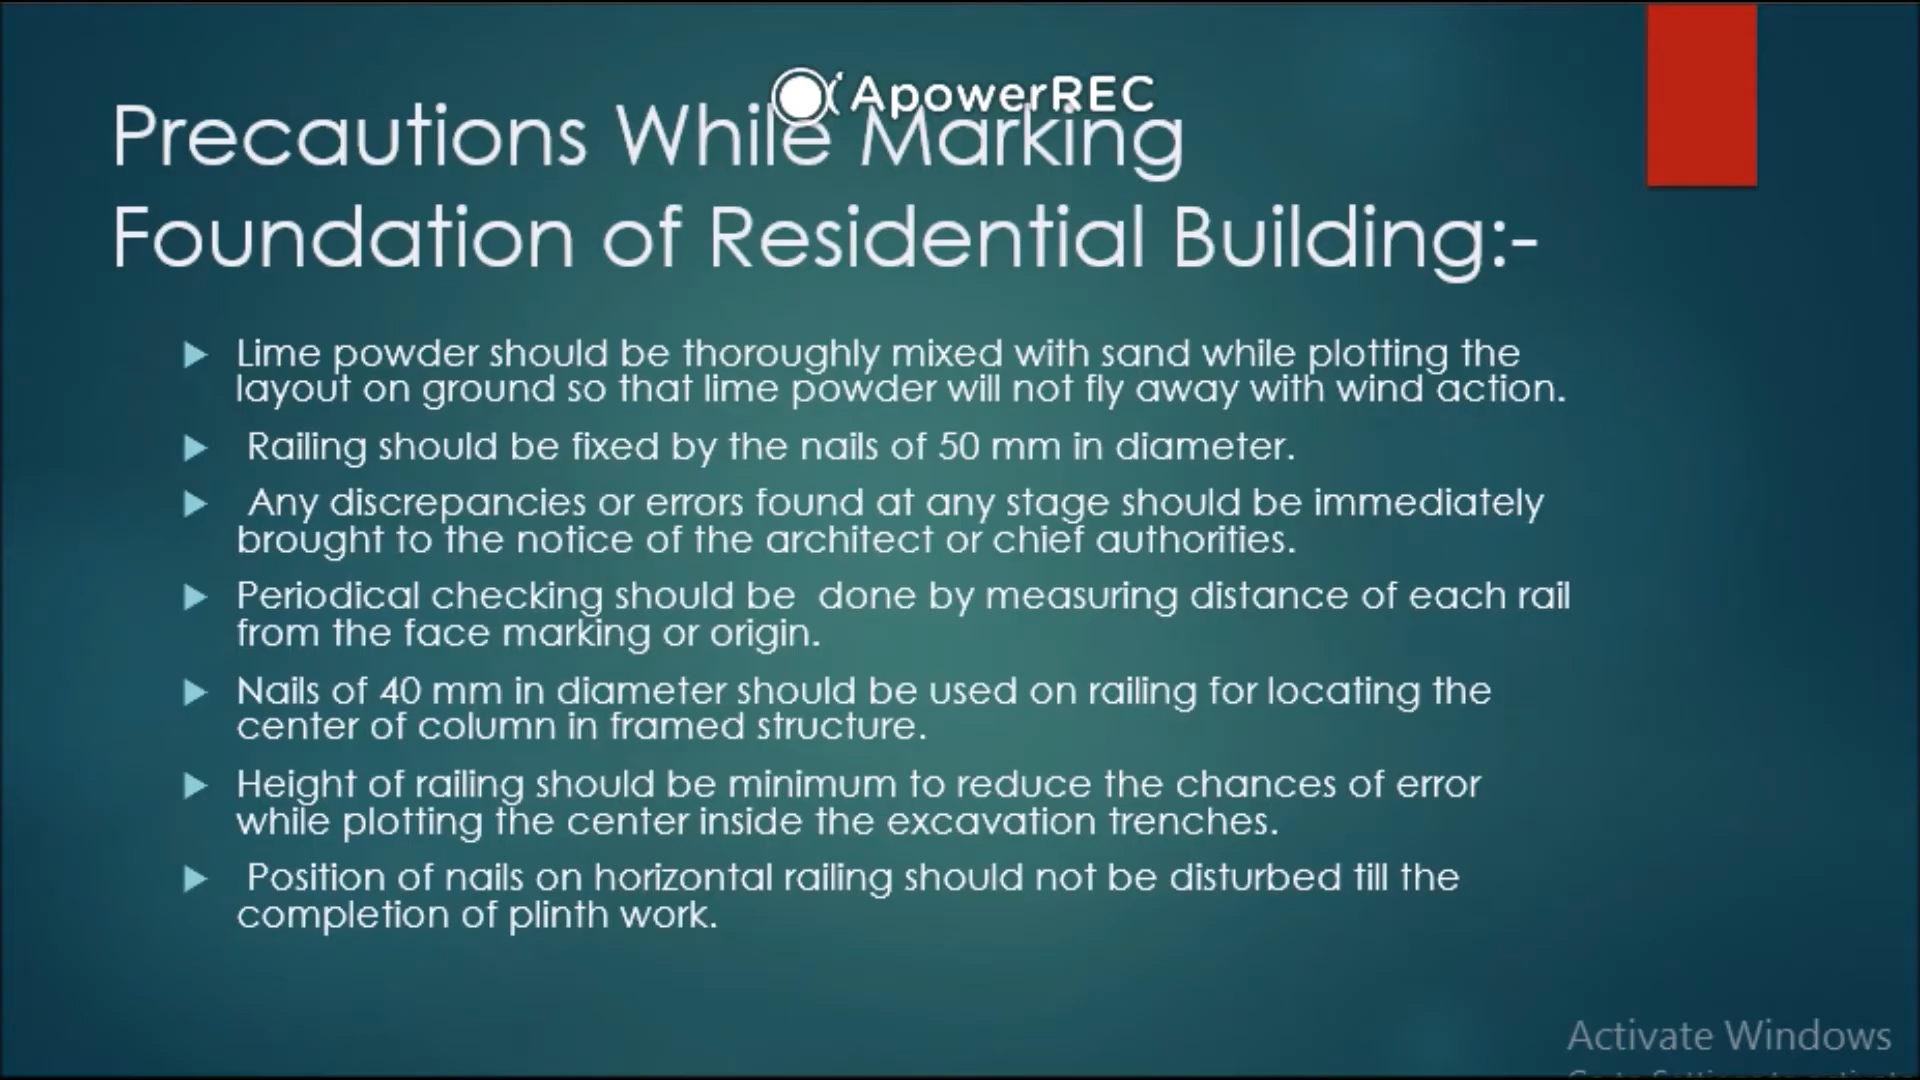 ApowerREC
Precautions While Marking
Foundation of Residential Building:-
Lime powder should be thoroughly mixed with sand while plotting the
layout on ground so that lime powder will not fly away with wind action.
Railing should be fixed by the nails of 50 mm in diameter.
Any discrepancies or errors found at any stage should be immediately
brought to the notice of the architect or chief authorities.
Periodical checking should be done by measuring distance of each rail
from the face marking or origin.
Nails of 40 mm in diameter should be used on railing for locating the
center of column in framed structure.
Height of railing should be minimum to reduce the chances of error
while plotting the center inside the excavation trenches.
Position of nails on horizontal railing should not be disturbed till the
completion of plinth work.
Activate Windows